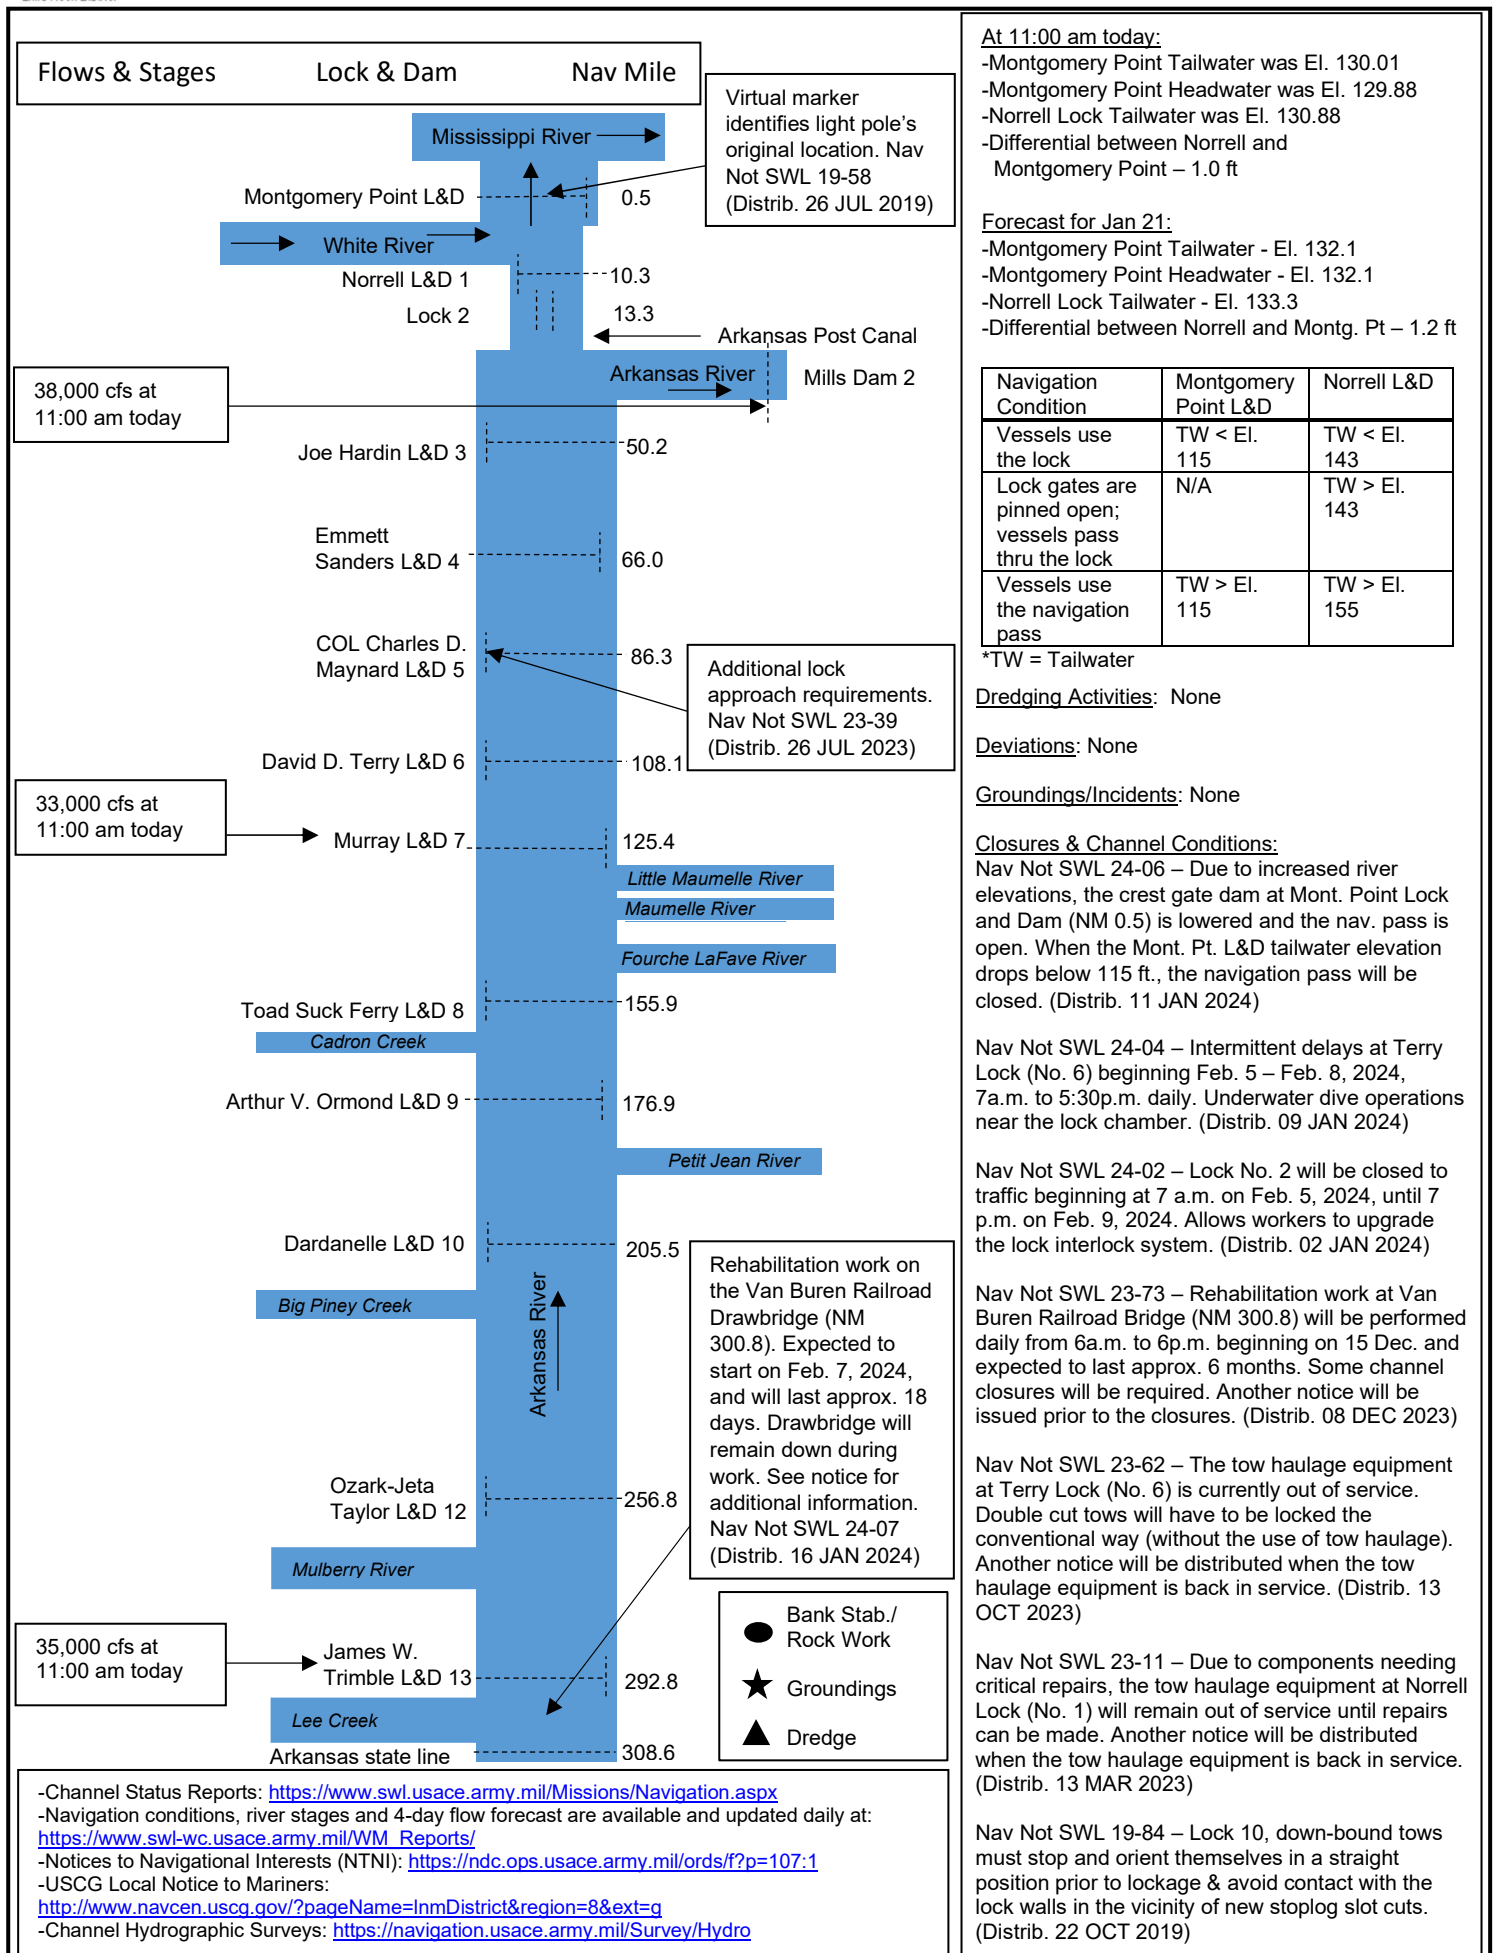 Flows & Stages Lock & Dam Nav Mile
Virtual marker
identifies light pole's
original location. Nav
Not SWL 19-58
(Distrib. 26 JUL 2019)
Mississippi River
Montgomery Point L&D 0.5
White River
Norrell L&D 1 10.3
Lock 2 13.3
Arkansas Post Canal
Arkansas River Mills Dam 2
38,000 cfs at
11:00 am today
Joe Hardin L&D 3 50.2
Emmett
Sanders L&D 4 66.0
COL Charles D.
Maynard L&D 5 86.3
Additional lock
approach requirements.
Nav Not SWL 23-39
(Distrib. 26 JUL 2023)
David D. Terry L&D 6 108.1
33,000 cfs at
11:00 am today
Murray L&D 7 125.4
Little Maumelle River
Maumelle River
Fourche LaFave River
Toad Suck Ferry L&D 8 155.9
Cadron Creek
Arthur V. Ormond L&D 9 176.9
Petit Jean River
Dardanelle L&D 10 205.5
Big Piney Creek
Arkansas River
Rehabilitation work on
the Van Buren Railroad
Drawbridge (NM
300.8). Expected to
start on Feb. 7, 2024,
and will last approx. 18
days. Drawbridge will
remain down during
work. See notice for
additional information.
Nav Not SWL 24-07
(Distrib. 16 JAN 2024)
Ozark-Jeta
Taylor L&D 12 256.8
Mulberry River
35,000 cfs at
11:00 am today
James W.
Trimble L&D 13 292.8
Lee Creek
Arkansas state line 308.6
Bank Stab./
Rock Work
Groundings
Dredge
-Channel Status Reports: https://www.swl.usace.army.mil/Missions/Navigation.aspx
-Navigation conditions, river stages and 4-day flow forecast are available and updated daily at:
https://www.swl-wc.usace.army.mil/WM_Reports/
-Notices to Navigational Interests (NTNI): https://ndc.ops.usace.army.mil/ords/f?p=107:1
-USCG Local Notice to Mariners:
http://www.navcen.uscg.gov/?pageName=lnmDistrict&region=8&ext=g
-Channel Hydrographic Surveys: https://navigation.usace.army.mil/Survey/Hydro
At 11:00 am today:
-Montgomery Point Tailwater was El. 130.01
-Montgomery Point Headwater was El. 129.88
-Norrell Lock Tailwater was El. 130.88
-Differential between Norrell and
Montgomery Point – 1.0 ft
Forecast for Jan 21:
-Montgomery Point Tailwater - El. 132.1
-Montgomery Point Headwater - El. 132.1
-Norrell Lock Tailwater - El. 133.3
-Differential between Norrell and Montg. Pt – 1.2 ft
Navigation Montgomery Norrell L&D
Condition Point L&D
Vessels use TW < El. TW < El.
the lock 115 143
Lock gates are N/A TW > El.
pinned open; 143
vessels pass
thru the lock
Vessels use TW > El. TW > El.
the navigation 115 155
pass
*TW = Tailwater
Dredging Activities: None
Deviations: None
Groundings/Incidents: None
Closures & Channel Conditions:
Nav Not SWL 24-06 – Due to increased river
elevations, the crest gate dam at Mont. Point Lock
and Dam (NM 0.5) is lowered and the nav. pass is
open. When the Mont. Pt. L&D tailwater elevation
drops below 115 ft., the navigation pass will be
closed. (Distrib. 11 JAN 2024)
Nav Not SWL 24-04 – Intermittent delays at Terry
Lock (No. 6) beginning Feb. 5 – Feb. 8, 2024,
7a.m. to 5:30p.m. daily. Underwater dive operations
near the lock chamber. (Distrib. 09 JAN 2024)
Nav Not SWL 24-02 – Lock No. 2 will be closed to
traffic beginning at 7 a.m. on Feb. 5, 2024, until 7
p.m. on Feb. 9, 2024. Allows workers to upgrade
the lock interlock system. (Distrib. 02 JAN 2024)
Nav Not SWL 23-73 – Rehabilitation work at Van
Buren Railroad Bridge (NM 300.8) will be performed
daily from 6a.m. to 6p.m. beginning on 15 Dec. and
expected to last approx. 6 months. Some channel
closures will be required. Another notice will be
issued prior to the closures. (Distrib. 08 DEC 2023)
Nav Not SWL 23-62 – The tow haulage equipment
at Terry Lock (No. 6) is currently out of service.
Double cut tows will have to be locked the
conventional way (without the use of tow haulage).
Another notice will be distributed when the tow
haulage equipment is back in service. (Distrib. 13
OCT 2023)
Nav Not SWL 23-11 – Due to components needing
critical repairs, the tow haulage equipment at Norrell
Lock (No. 1) will remain out of service until repairs
can be made. Another notice will be distributed
when the tow haulage equipment is back in service.
(Distrib. 13 MAR 2023)
Nav Not SWL 19-84 – Lock 10, down-bound tows
must stop and orient themselves in a straight
position prior to lockage & avoid contact with the
lock walls in the vicinity of new stoplog slot cuts.
(Distrib. 22 OCT 2019)